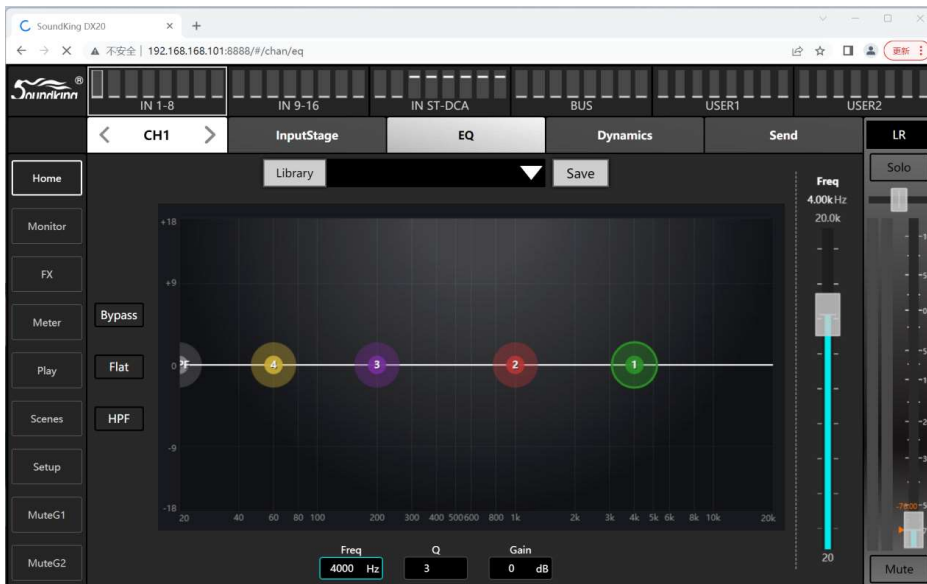 SoundKing DX20
不安全 | 192.168.168.101:8888/#/chan/eq
更新
Soundking®
IN 1-8
IN 9-16
IN ST-DCA
BUS
USER1
USER2
CH1
InputStage
EQ
Dynamics
Send
LR
Home
Monitor
FX
Meter
Play
Scenes
Setup
MuteG1
MuteG2
Library
Save
Bypass
Flat
HPF
+18
+9
0
-9
-18
PF
4
3
2
1
20 40 60 80 100 200 300 400 500 600 800 1k 2k 3k 4k 5k 6k 8k 10k 20k
Freq
4000 Hz
Q
3
Gain
0 dB
Freq
4.00k Hz
20.0k
20
Solo
Mute